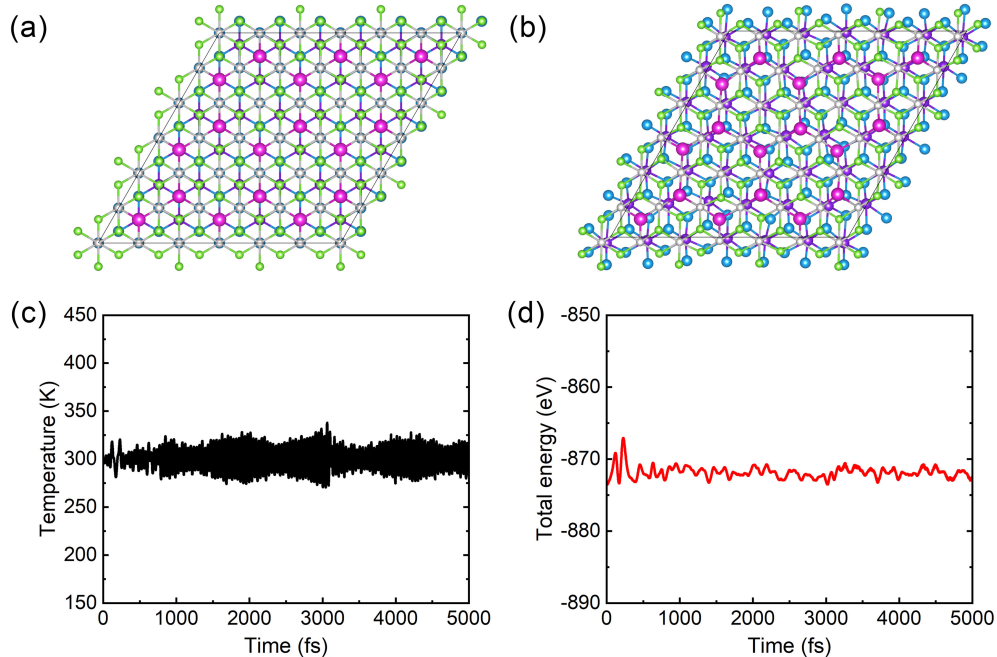 (a)
(b)
(c)
450
400
350
300
250
200
150
Temperature (K)
0 1000 2000 3000 4000 5000
Time (fs)
(d)
-850
-860
-870
-880
-890
Total energy (eV)
0 1000 2000 3000 4000 5000
Time (fs)